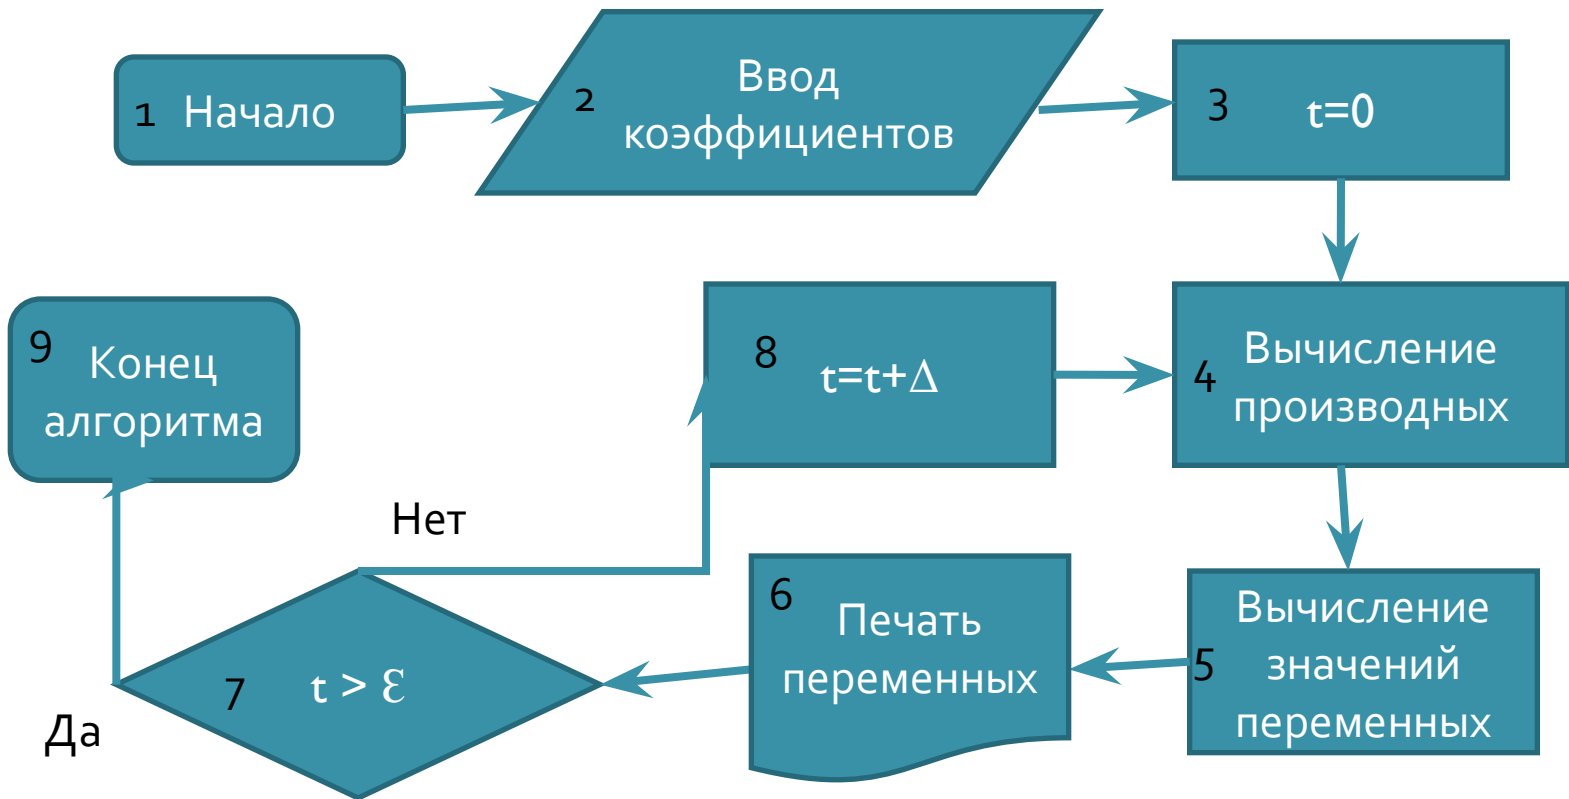 1 Начало
2 Ввод
коэффициентов
3 t=0
4 Вычисление
производных
5 Вычисление
значений
переменных
6 Печать
переменных
7 t > ε
Нет
Да
8 t=t+Δ
9 Конец
алгоритма